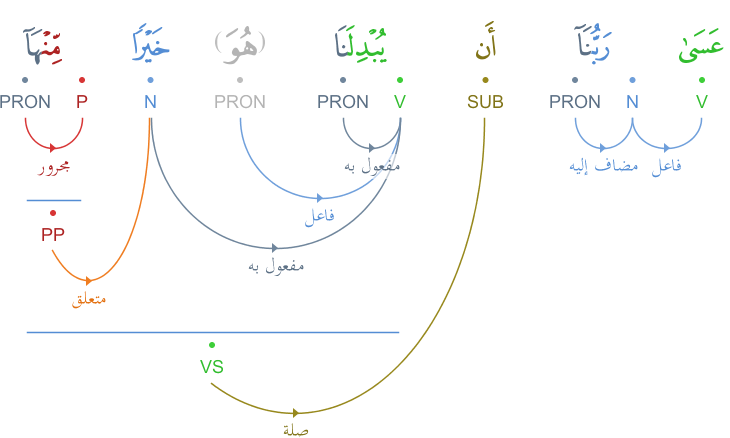 عَسَىٰ رَبُّنَآ أَن يُبْدِلَنَا (هُوَ) خَيْرًا مِّنْهَآ
V N PRON SUB V PRON PRON N P PRON
فاعل مضاف إليه مفعول به مجرور
فاعل
مفعول به
PP
متعلق
VS
صلة